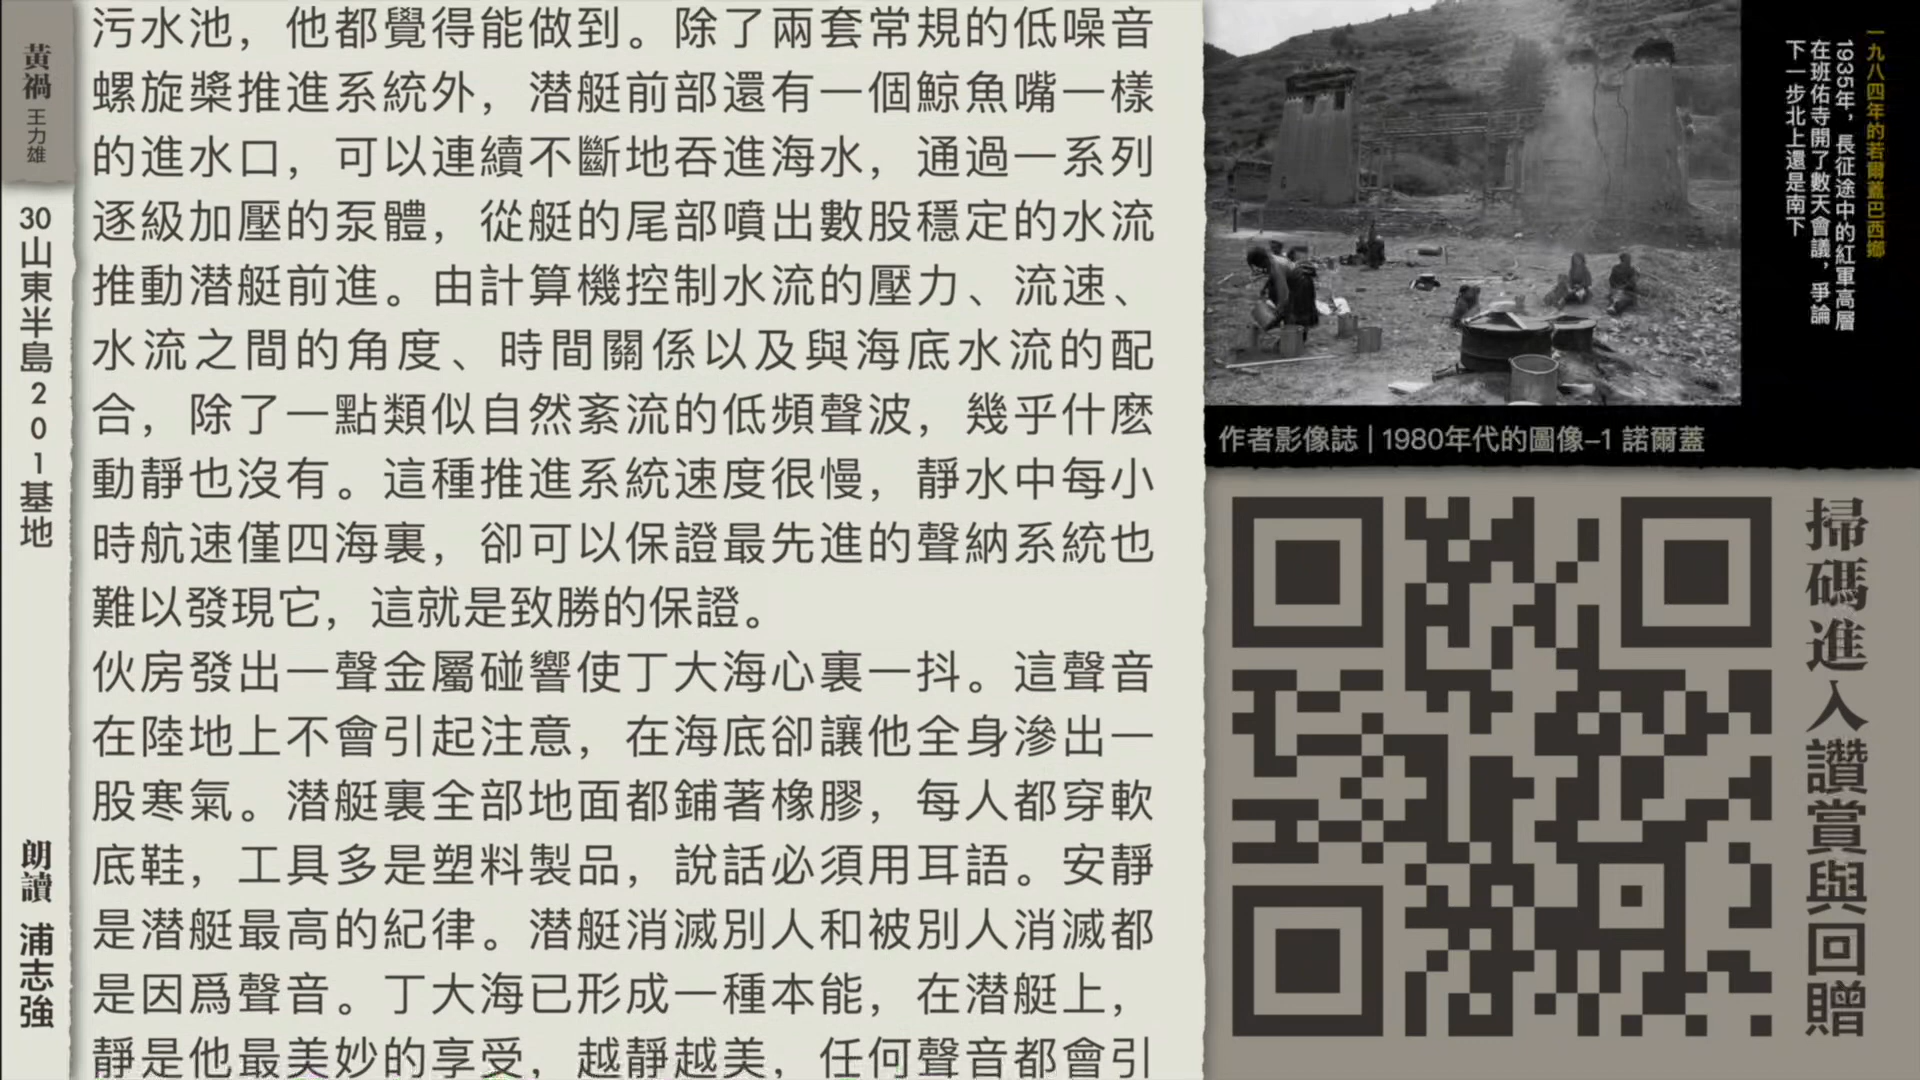 黃禍 王力雄
30山東半島201基地
朗讀 浦志強
污水池，他都覺得能做到。除了兩套常規的低噪音
螺旋槳推進系統外，潜艇前部還有一個鯨魚嘴一樣
的進水口，可以連續不斷地吞進海水，通過一系列
逐級加壓的泵體，從艇的尾部噴出數股穩定的水流
推動潜艇前進。由計算機控制水流的壓力、流速、
水流之間的角度、時間關係以及與海底水流的配
合，除了一點類似自然紊流的低頻聲波，幾乎什麽
動靜也沒有。這種推進系統速度很慢，靜水中每小
時航速僅四海裏，卻可以保證最先進的聲納系統也
難以發現它，這就是致勝的保證。
伙房發出一聲金屬碰響使丁大海心裏一抖。這聲音
在陸地上不會引起注意，在海底卻讓他全身滲出一
股寒氣。潜艇裏全部地面都鋪著橡膠，每人都穿軟
底鞋，工具多是塑料製品，說話必須用耳語。安靜
是潜艇最高的紀律。潜艇消滅別人和被別人消滅都
是因爲聲音。丁大海已形成一種本能，在潜艇上，
靜是他最美妙的享受，越靜越美，任何聲音都會引
一九八四年的若爾蓋巴西鄉
1935年，長征途中的紅軍高層
在班佑寺開了數天會議，爭論
下一步北上還是南下
作者影像誌 | 1980年代的圖像–1 諾爾蓋
掃碼進入讚賞與回贈